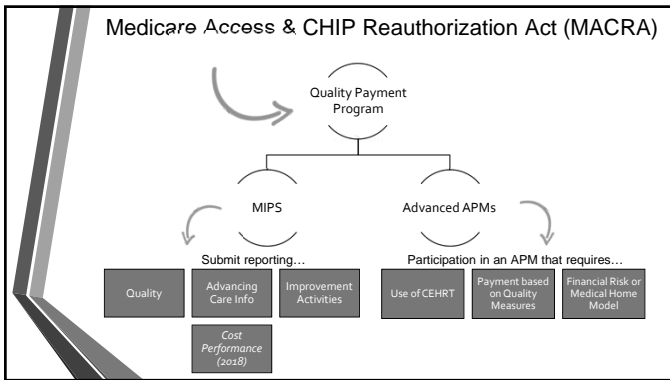 Medicare Access & CHIP Reauthorization Act (MACRA)
Quality Payment
Program
MIPS
Advanced APMs
Submit reporting…
Participation in an APM that requires…
Quality
Advancing
Care Info
Improvement
Activities
Cost
Performance
(2018)
Use of CEHRT
Payment based
on Quality
Measures
Financial Risk or
Medical Home
Model